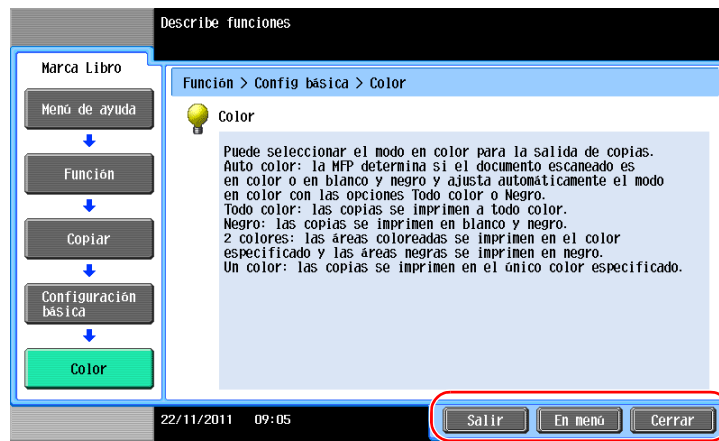 Describe funciones
Marca Libro
Menú de ayuda
Función
Copiar
Configuración
básica
Color
Función > Config básica > Color
Color
Puede seleccionar el modo en color para la salida de copias.
Auto color: la MFP determina si el documento escaneado es
en color o en blanco y negro y ajusta automáticamente el modo
en color con las opciones Todo color o Negro.
Todo color: las copias se imprimen a todo color.
Negro: las copias se imprimen en blanco y negro.
2 colores: las áreas coloreadas se imprimen en el color
especificado y las áreas negras se imprimen en negro.
Un color: las copias se imprimen en el único color especificado.
22/11/2011 09:05
Salir
En menú
Cerrar